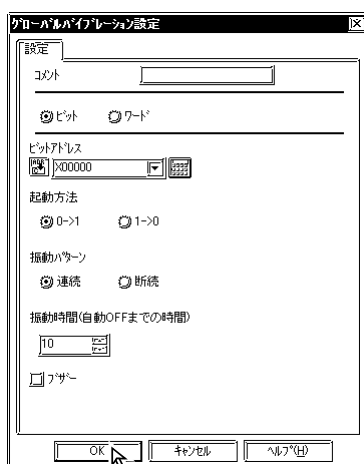 グローバルバイブレーション設定
設定
コメント
ビット ワード
ビットアドレス
X00000
起動方法
0->1 1->0
振動パターン
連続 断続
振動時間(自動OFFまでの時間)
10
ブザー
OK キャンセル ヘルプ(H)